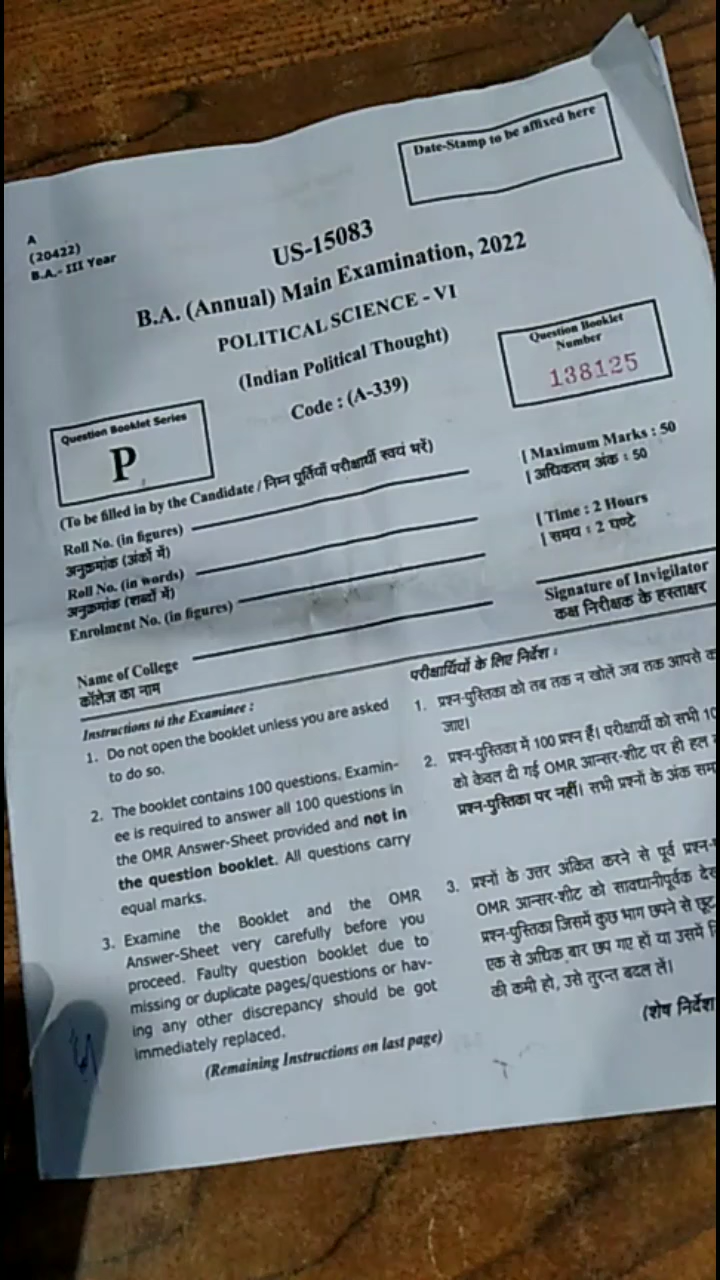 Date-Stamp to be affixed here
A
(20422)
B.A.- III Year
US-15083
B.A. (Annual) Main Examination, 2022
POLITICAL SCIENCE - VI
(Indian Political Thought)
Code : (A-339)
Question Booklet Series
P
Question Booklet
Number
138125
(To be filled in by the Candidate / निम्न पूर्तियाँ परीक्षार्थी स्वयं भरें)
Roll No. (in figures)
अनुक्रमांक (अंकों में)
Roll No. (in words)
अनुक्रमांक (शब्दों में)
Enrolment No. (in figures)
Name of College
कॉलेज का नाम
[ Maximum Marks : 50
[ अधिकतम अंक : 50
[ Time : 2 Hours
[ समय : 2 घण्टे
Signature of Invigilator
कक्ष निरीक्षक के हस्ताक्षर
Instructions to the Examinee :
1. Do not open the booklet unless you are asked
to do so.
2. The booklet contains 100 questions. Examin-
ee is required to answer all 100 questions in
the OMR Answer-Sheet provided and not in
the question booklet. All questions carry
equal marks.
3. Examine the Booklet and the OMR
Answer-Sheet very carefully before you
proceed. Faulty question booklet due to
missing or duplicate pages/questions or hav-
ing any other discrepancy should be got
immediately replaced.
(Remaining Instructions on last page)
परीक्षार्थियों के लिए निर्देश :
1. प्रश्न-पुस्तिका को तब तक न खोलें जब तक आपसे क
जाए।
2. प्रश्न-पुस्तिका में 100 प्रश्न हैं। परीक्षार्थी को सभी 10
को केवल दी गई OMR आन्सर-शीट पर ही हल
प्रश्न-पुस्तिका पर नहीं। सभी प्रश्नों के अंक सम
3. प्रश्नों के उत्तर अंकित करने से पूर्व प्रश्न-
OMR आन्सर-शीट को सावधानीपूर्वक देख
प्रश्न-पुस्तिका जिसमें कुछ भाग छपने से छूट
एक से अधिक बार छप गए हों या उसमें
की कमी हो, उसे तुरन्त बदल लें।
(शेष निर्देश